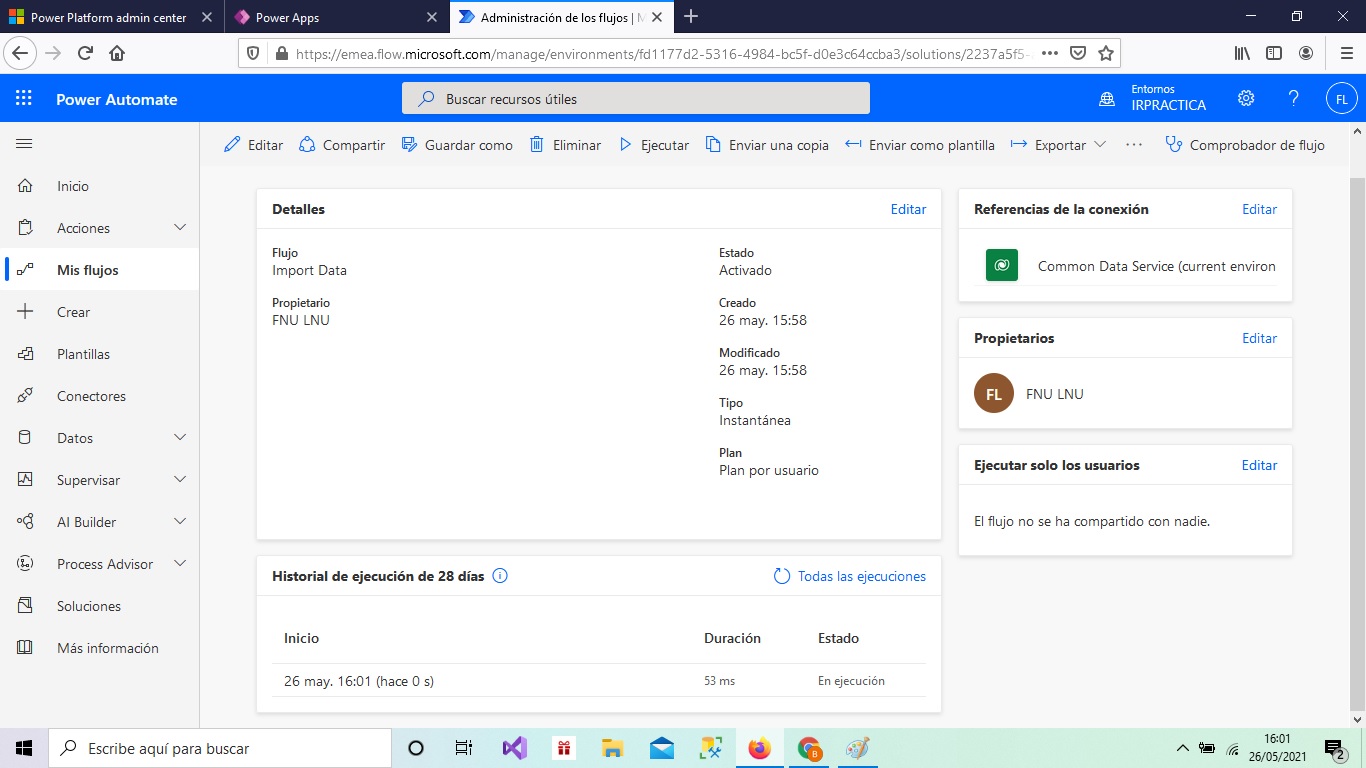 Power Platform admin center
Power Apps
Administración de los flujos | M
https://emea.flow.microsoft.com/manage/environments/fd1177d2-5316-4984-bc5f-d0e3c64ccba3/solutions/2237a5f5-
Power Automate
Buscar recursos útiles
Entornos
IRPRACTICA
FL
Editar
Compartir
Guardar como
Eliminar
Ejecutar
Enviar una copia
Enviar como plantilla
Exportar
Comprobador de flujo
Inicio
Acciones
Mis flujos
Crear
Plantillas
Conectores
Datos
Supervisar
AI Builder
Process Advisor
Soluciones
Más información
Detalles
Editar
Flujo
Import Data
Propietario
FNU LNU
Estado
Activado
Creado
26 may. 15:58
Modificado
26 may. 15:58
Tipo
Instantánea
Plan
Plan por usuario
Historial de ejecución de 28 días
Todas las ejecuciones
Inicio Duración Estado
26 may. 16:01 (hace 0 s) 53 ms En ejecución
Referencias de la conexión
Editar
Common Data Service (current environ
Propietarios
Editar
FL
FNU LNU
Ejecutar solo los usuarios
Editar
El flujo no se ha compartido con nadie.
Escribe aquí para buscar
B
16:01
26/05/2021
2